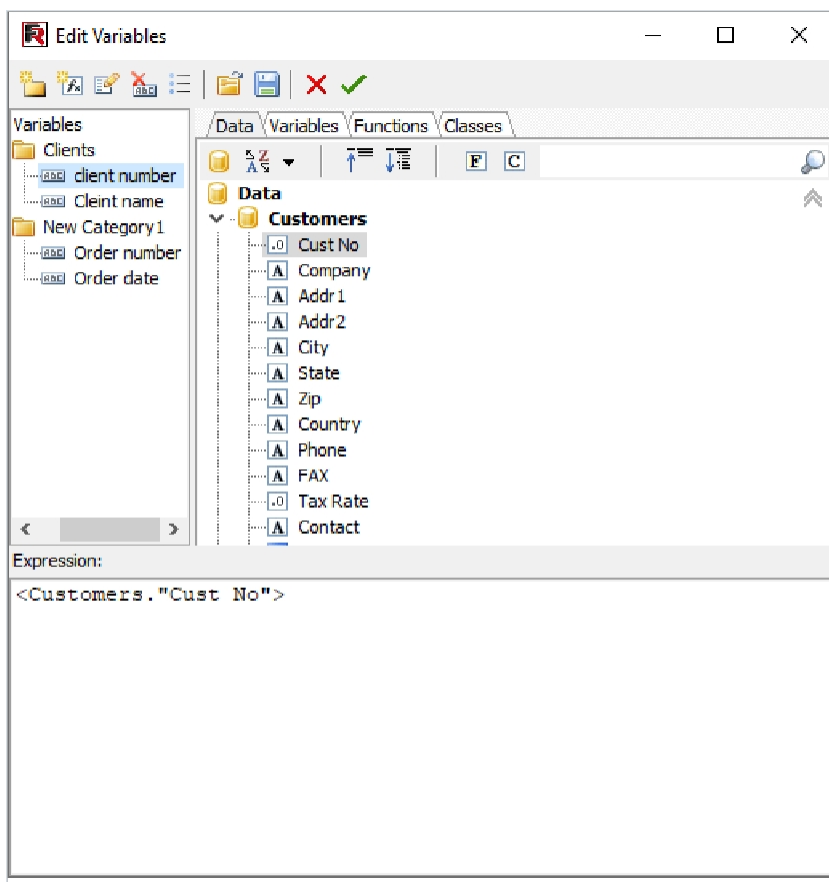 Edit Variables
Variables
Clients
client number
Cleint name
New Category1
Order number
Order date
Data Variables Functions Classes
F C
Data
Customers
Cust No
Company
Addr1
Addr2
City
State
Zip
Country
Phone
FAX
Tax Rate
Contact
Expression:
<Customers."Cust No">